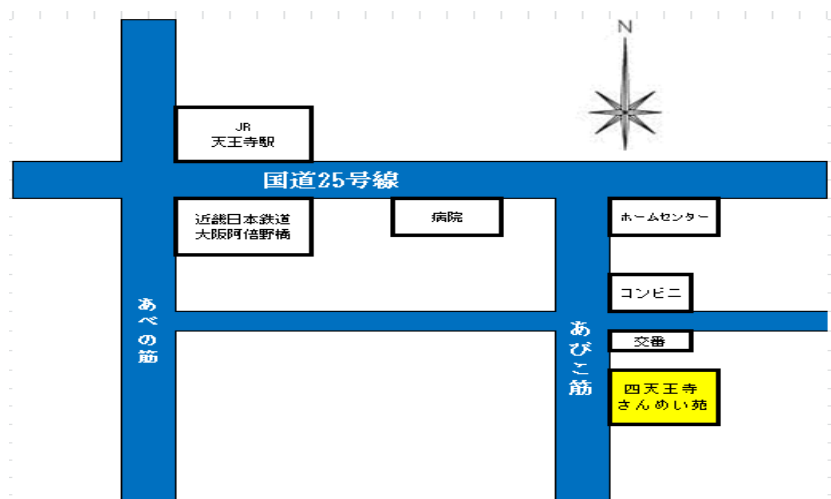 N
JR
天王寺駅
国道25号線
近畿日本鉄道
大阪阿倍野橋
病院
ホームセンター
コンビニ
あべの筋
あびこ筋
交番
四天王寺
さんめい苑